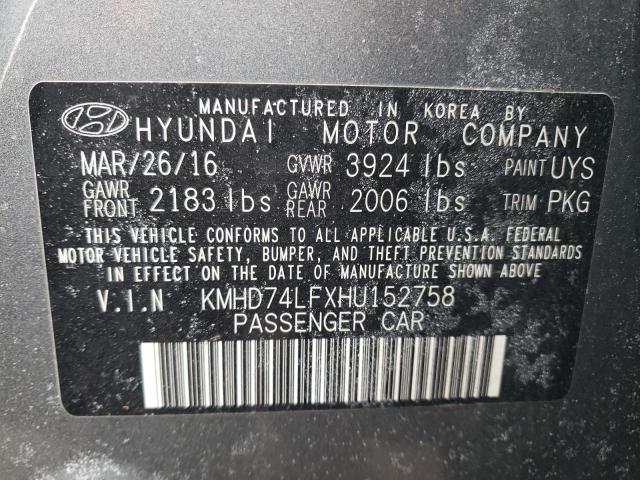 MANUFACTURED IN KOREA BY
HYUNDAI MOTOR COMPANY
MAR/26/16 GVWR 3924 lbs PAINT UYS
GAWR FRONT 2183 lbs GAWR REAR 2006 lbs TRIM PKG
THIS VEHICLE CONFORMS TO ALL APPLICABLE U.S.A. FEDERAL
MOTOR VEHICLE SAFETY, BUMPER, AND THEFT PREVENTION STANDARDS
IN EFFECT ON THE DATE OF MANUFACTURE SHOWN ABOVE
V.I.N KMHD74LFXHU152758
PASSENGER CAR